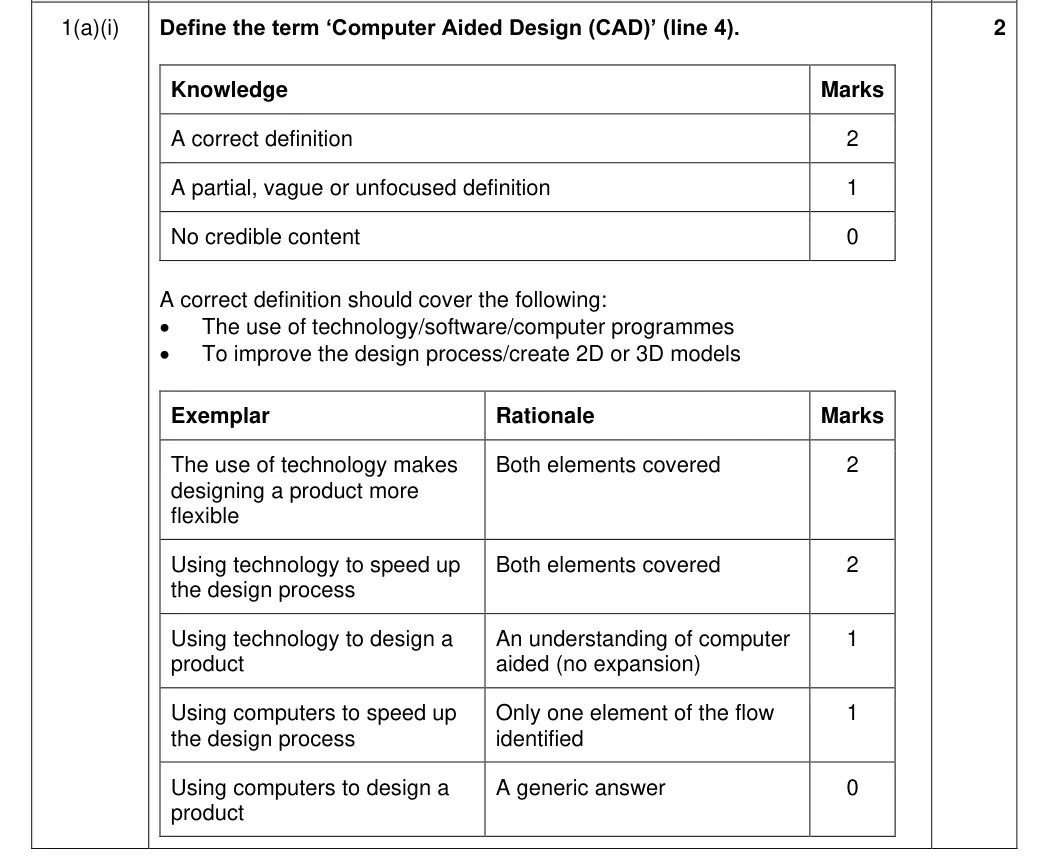 1(a)(i) Define the term ‘Computer Aided Design (CAD)’ (line 4). 2
Knowledge Marks
A correct definition 2
A partial, vague or unfocused definition 1
No credible content 0
A correct definition should cover the following:
• The use of technology/software/computer programmes
• To improve the design process/create 2D or 3D models
Exemplar Rationale Marks
The use of technology makes Both elements covered 2
designing a product more
flexible
Using technology to speed up Both elements covered 2
the design process
Using technology to design a An understanding of computer 1
product aided (no expansion)
Using computers to speed up Only one element of the flow 1
the design process identified
Using computers to design a A generic answer 0
product